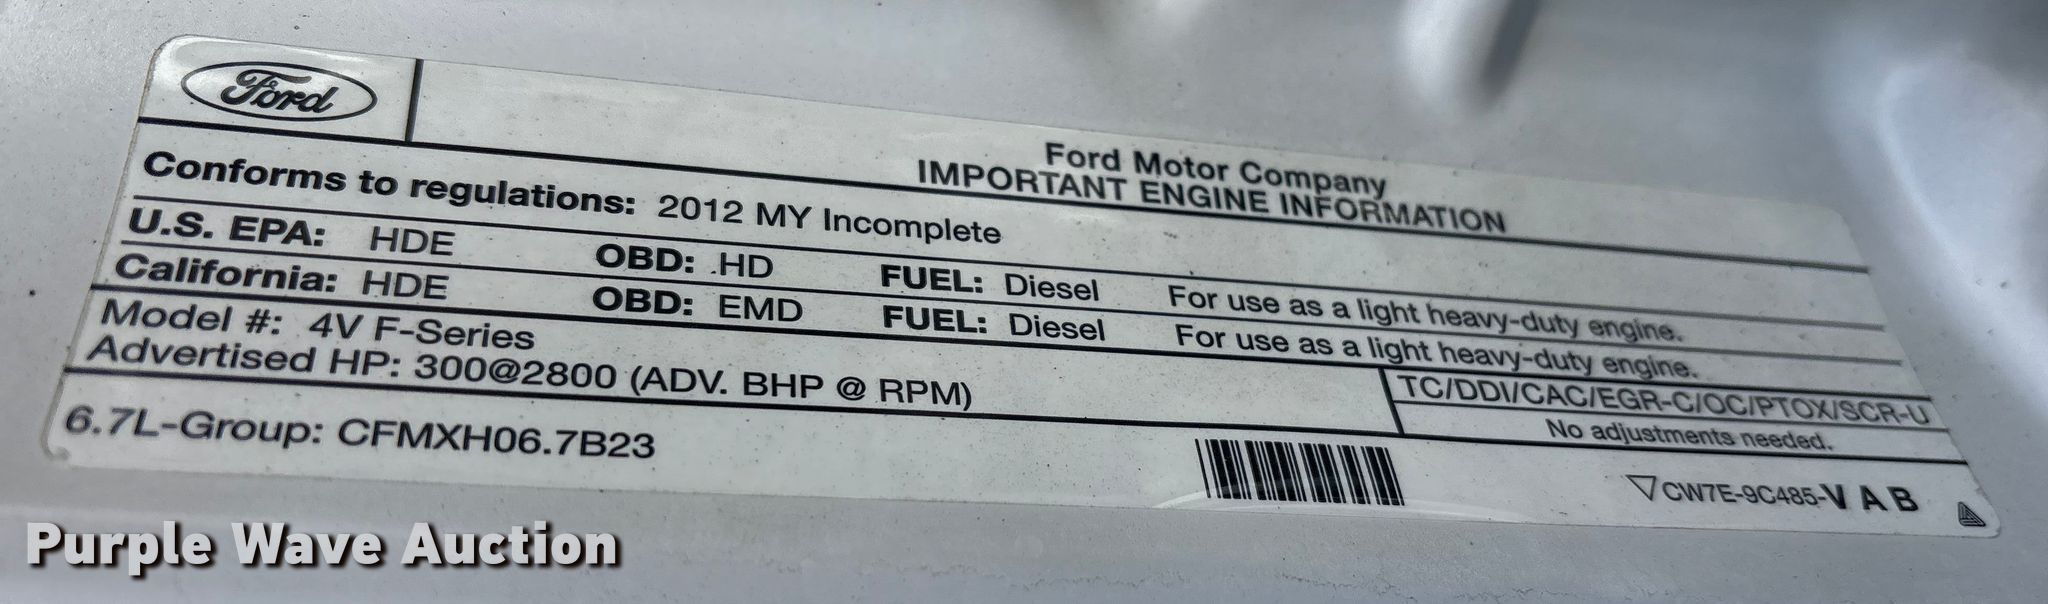 Ford
Ford Motor Company
IMPORTANT ENGINE INFORMATION
Conforms to regulations: 2012 MY Incomplete
U.S. EPA: HDE OBD: HD FUEL: Diesel For use as a light heavy-duty engine.
California: HDE OBD: EMD FUEL: Diesel For use as a light heavy-duty engine.
Model #: 4V F-Series
Advertised HP: 300@2800 (ADV. BHP @ RPM)
TC/DDI/CAC/EGR-C/OC/PTOX/SCR-U
No adjustments needed.
6.7L-Group: CFMXH06.7B23
CW7E-9C485-V A B
Purple Wave Auction